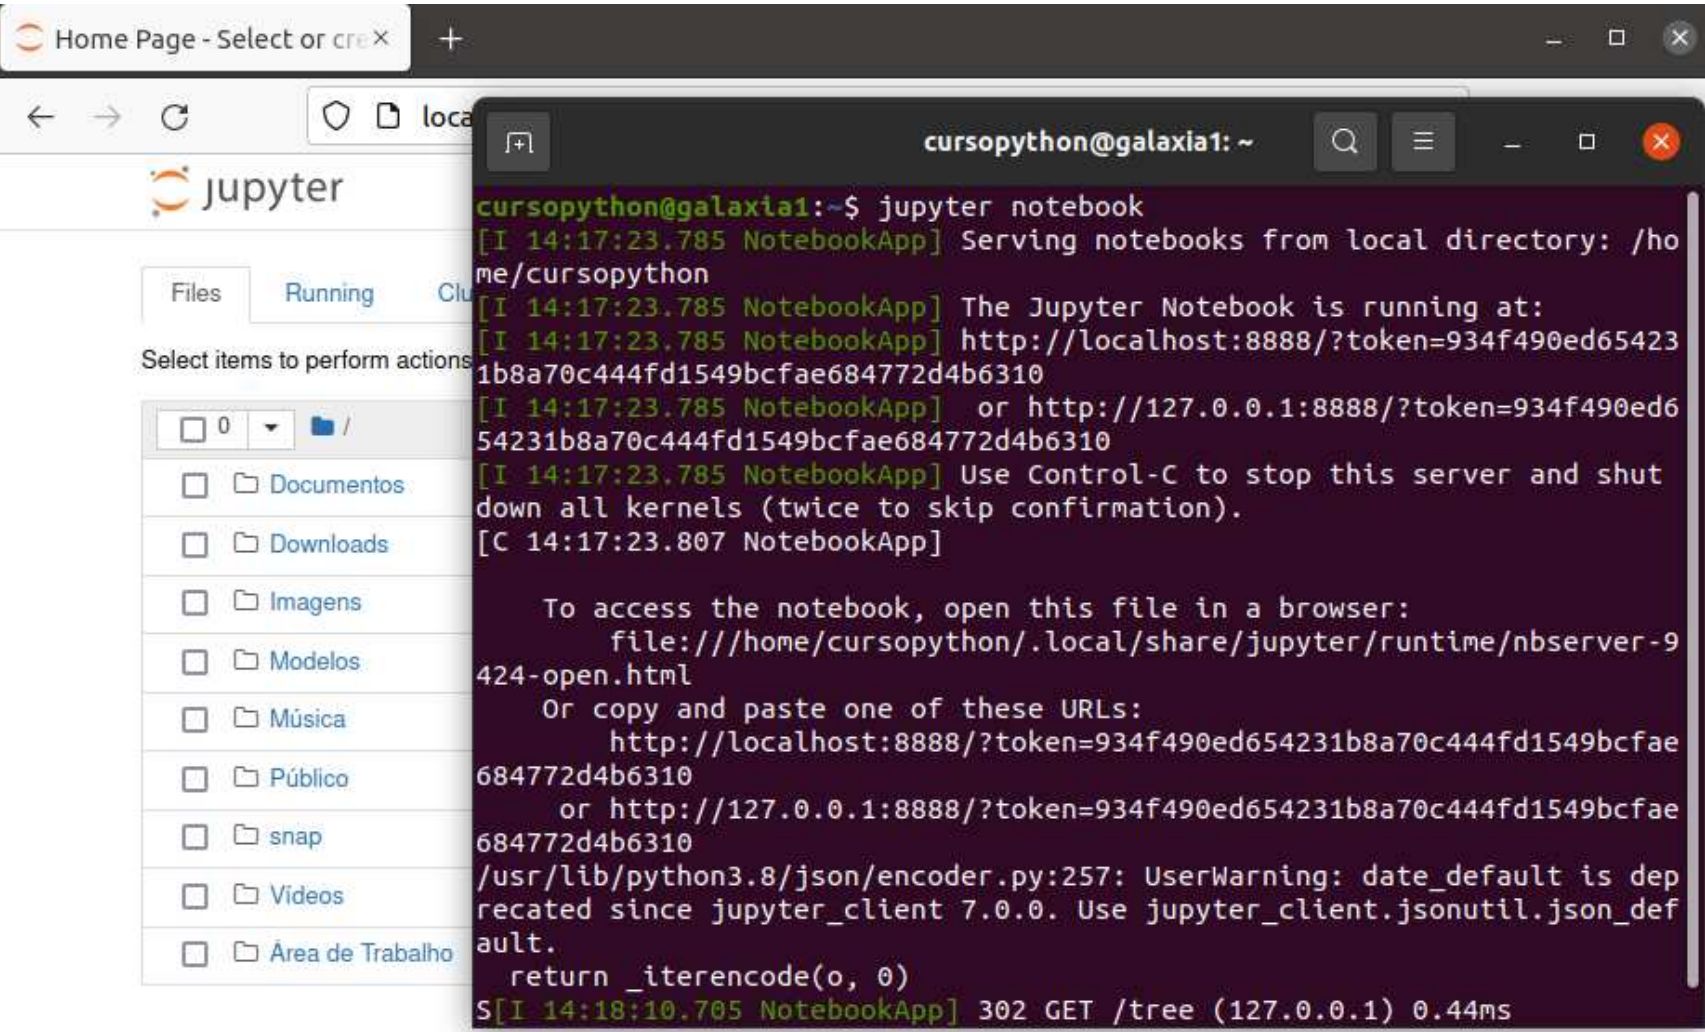 Home Page - Select or cre
loca
jupyter
Files
Running
Clu
Select items to perform actions
0
/
Documentos
Downloads
Imagens
Modelos
Música
Público
snap
Vídeos
Área de Trabalho
cursopython@galaxia1: ~
cursopython@galaxia1:~$ jupyter notebook
[I 14:17:23.785 NotebookApp] Serving notebooks from local directory: /ho
me/cursopython
[I 14:17:23.785 NotebookApp] The Jupyter Notebook is running at:
[I 14:17:23.785 NotebookApp] http://localhost:8888/?token=934f490ed65423
1b8a70c444fd1549bcfae684772d4b6310
[I 14:17:23.785 NotebookApp]  or http://127.0.0.1:8888/?token=934f490ed6
54231b8a70c444fd1549bcfae684772d4b6310
[I 14:17:23.785 NotebookApp] Use Control-C to stop this server and shut
down all kernels (twice to skip confirmation).
[C 14:17:23.807 NotebookApp]
To access the notebook, open this file in a browser:
file:///home/cursopython/.local/share/jupyter/runtime/nbserver-9
424-open.html
Or copy and paste one of these URLs:
http://localhost:8888/?token=934f490ed654231b8a70c444fd1549bcfae
684772d4b6310
or http://127.0.0.1:8888/?token=934f490ed654231b8a70c444fd1549bcfae
684772d4b6310
/usr/lib/python3.8/json/encoder.py:257: UserWarning: date_default is dep
recated since jupyter_client 7.0.0. Use jupyter_client.jsonutil.json_def
ault.
return _iterencode(o, 0)
S[I 14:18:10.705 NotebookApp] 302 GET /tree (127.0.0.1) 0.44ms